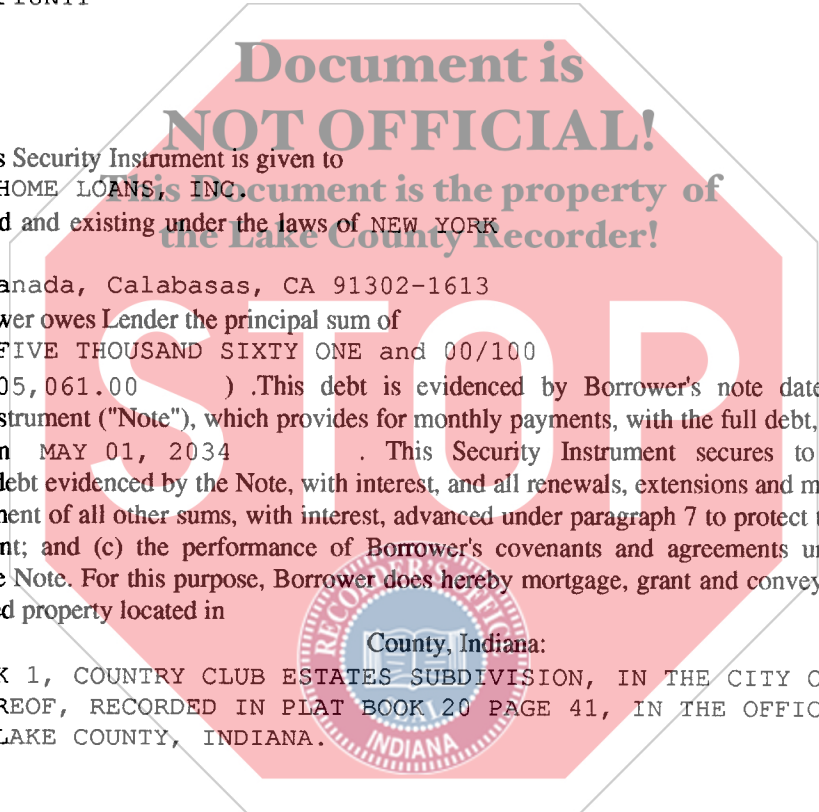 Document is
NOT OFFICIAL!
s Security Instrument is given to
HOME LOANS, INC.
This Document is the property of
d and existing under the laws of NEW YORK
the Lake County Recorder!
anada, Calabasas, CA 91302-1613
wer owes Lender the principal sum of
FIVE THOUSAND SIXTY ONE and 00/100
05,061.00 ) .This debt is evidenced by Borrower's note date
strument ("Note"), which provides for monthly payments, with the full debt,
n MAY 01, 2034 . This Security Instrument secures to
STOP
debt evidenced by the Note, with interest, and all renewals, extensions and m
ent of all other sums, with interest, advanced under paragraph 7 to protect t
nt; and (c) the performance of Borrower's covenants and agreements u
e Note. For this purpose, Borrower does hereby mortgage, grant and convey
ed property located in
RECORDER'S OFFIC
County, Indiana:
K 1, COUNTRY CLUB ESTATES SUBDIVISION, IN THE CITY O
REOF, RECORDED IN PLAT BOOK 20 PAGE 41, IN THE OFFIC
SEAL
LAKE COUNTY, INDIANA.
INDIANA